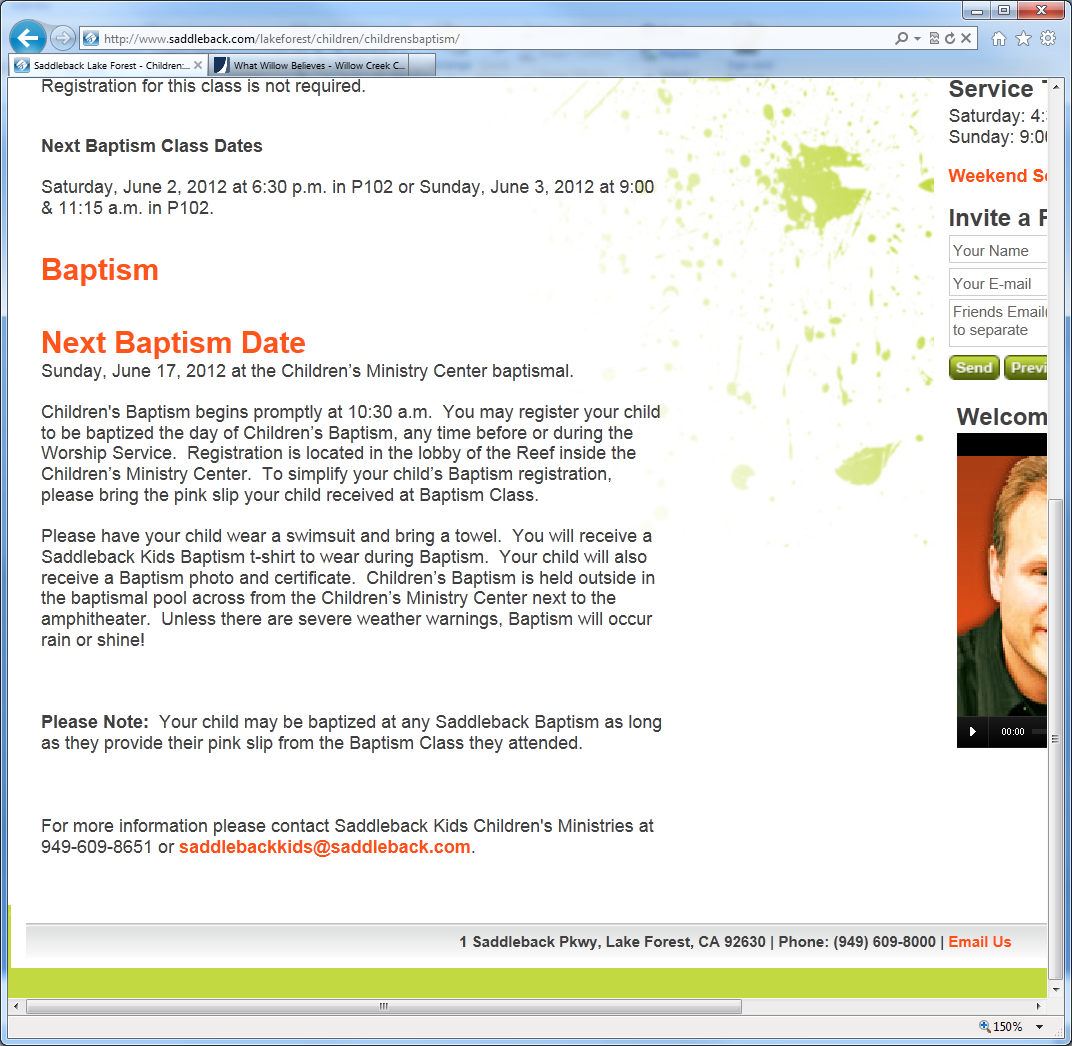 http://www.saddleback.com/lakeforest/children/childrensbaptism/
Saddleback Lake Forest - Children:...
What Willow Believes - Willow Creek C...
Registration for this class is not required.
Next Baptism Class Dates
Saturday, June 2, 2012 at 6:30 p.m. in P102 or Sunday, June 3, 2012 at 9:00
& 11:15 a.m. in P102.
Baptism
Next Baptism Date
Sunday, June 17, 2012 at the Children’s Ministry Center baptismal.
Children's Baptism begins promptly at 10:30 a.m.  You may register your child
to be baptized the day of Children’s Baptism, any time before or during the
Worship Service.  Registration is located in the lobby of the Reef inside the
Children’s Ministry Center.  To simplify your child’s Baptism registration,
please bring the pink slip your child received at Baptism Class.
Please have your child wear a swimsuit and bring a towel.  You will receive a
Saddleback Kids Baptism t-shirt to wear during Baptism.  Your child will also
receive a Baptism photo and certificate.  Children’s Baptism is held outside in
the baptismal pool across from the Children’s Ministry Center next to the
amphitheater.  Unless there are severe weather warnings, Baptism will occur
rain or shine!
Please Note:  Your child may be baptized at any Saddleback Baptism as long
as they provide their pink slip from the Baptism Class they attended.
For more information please contact Saddleback Kids Children's Ministries at
949-609-8651 or saddlebackkids@saddleback.com.
Service
Saturday: 4:
Sunday: 9:00
Weekend Se
Invite a F
Your Name
Your E-mail
Friends Email(
to separate
Send
Previ
Welcom
00:00
1 Saddleback Pkwy, Lake Forest, CA 92630 | Phone: (949) 609-8000 | Email Us
150%